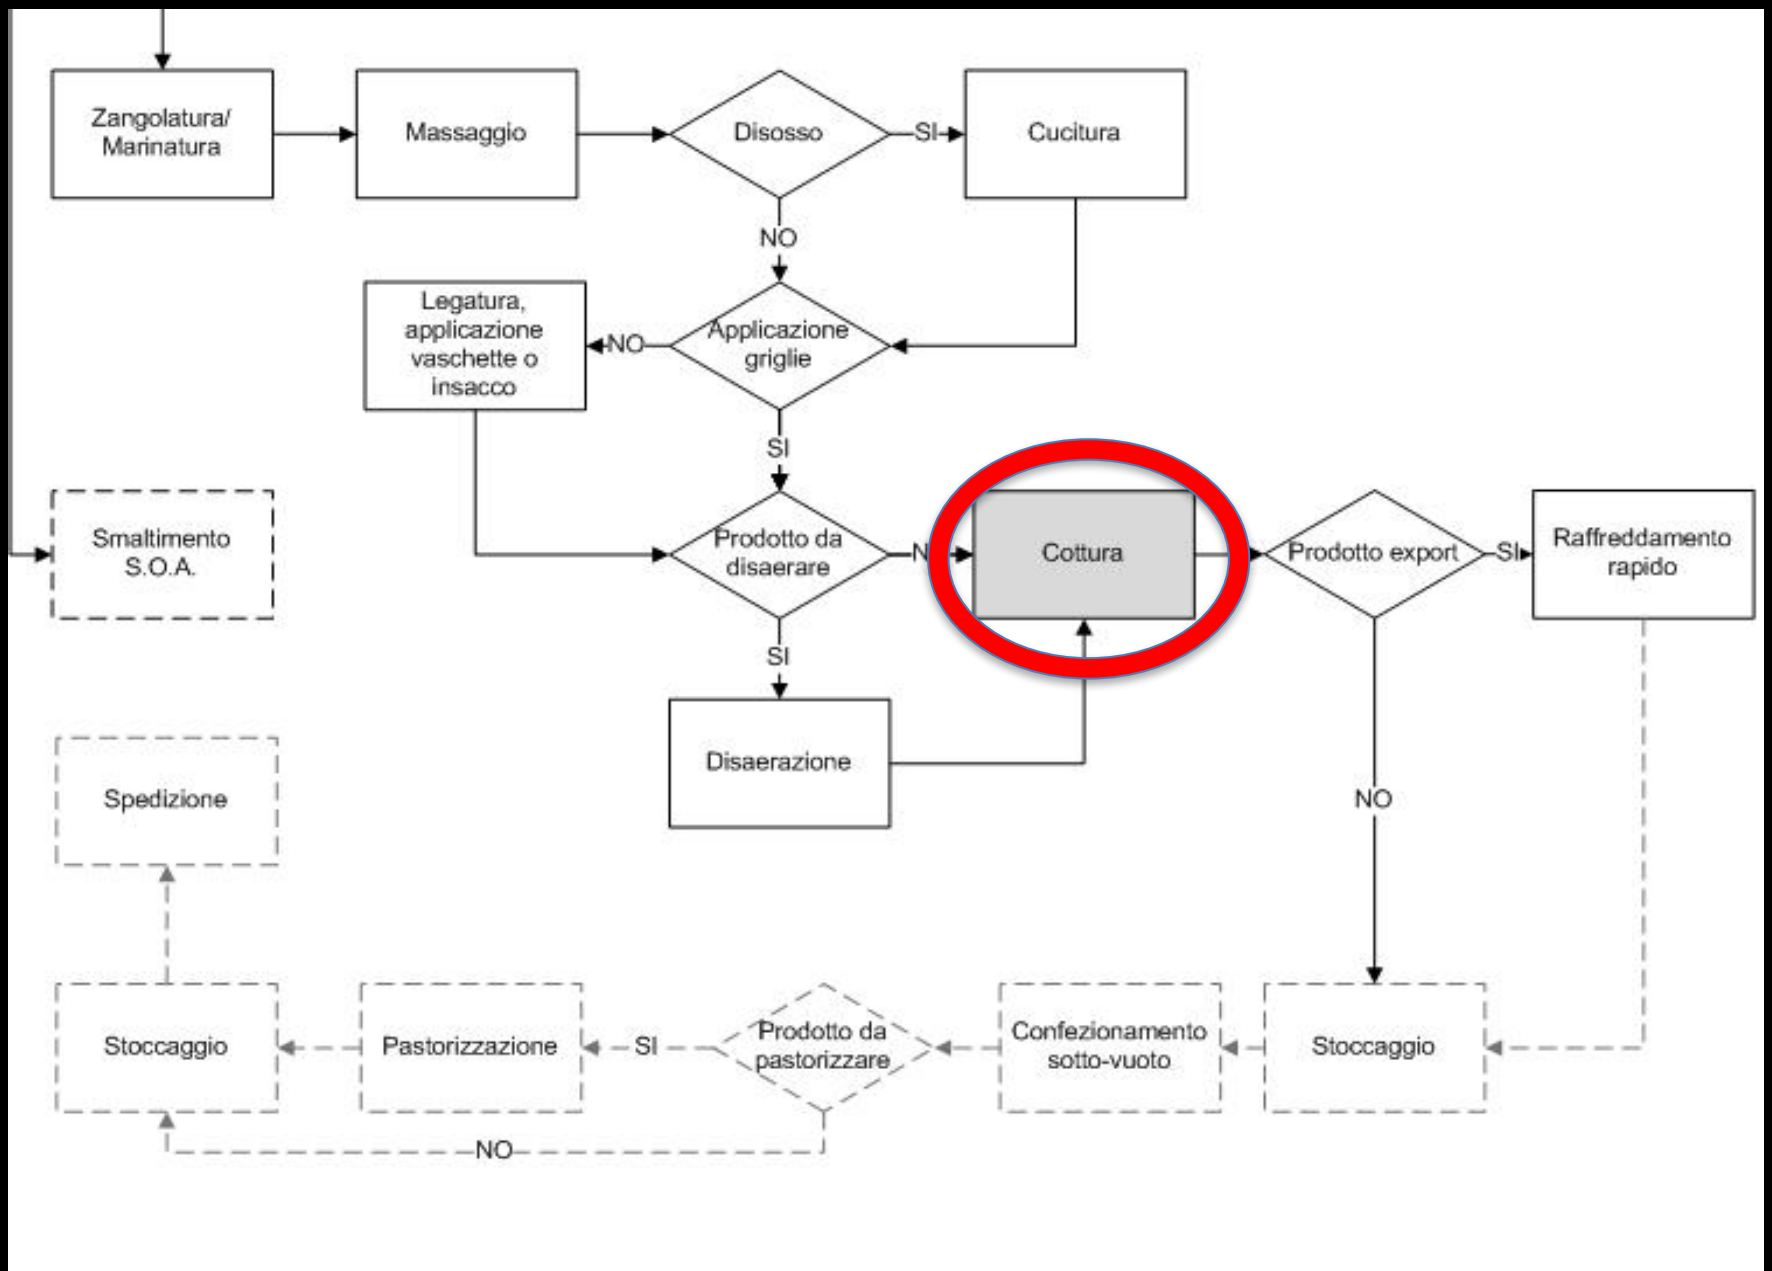 Zangolatura/
Marinatura
Massaggio
Disosso
SI
Cucitura
NO
Legatura,
applicazione
vaschette o
insacco
NO
Applicazione
griglie
SI
Smaltimento
S.O.A.
Prodotto da
disaerare
Cottura
Prodotto export
SI
Raffreddamento
rapido
SI
Disaerazione
Spedizione
NO
Stoccaggio
Pastorizzazione
SI
Prodotto da
pastorizzare
Confezionamento
sotto-vuoto
Stoccaggio
NO